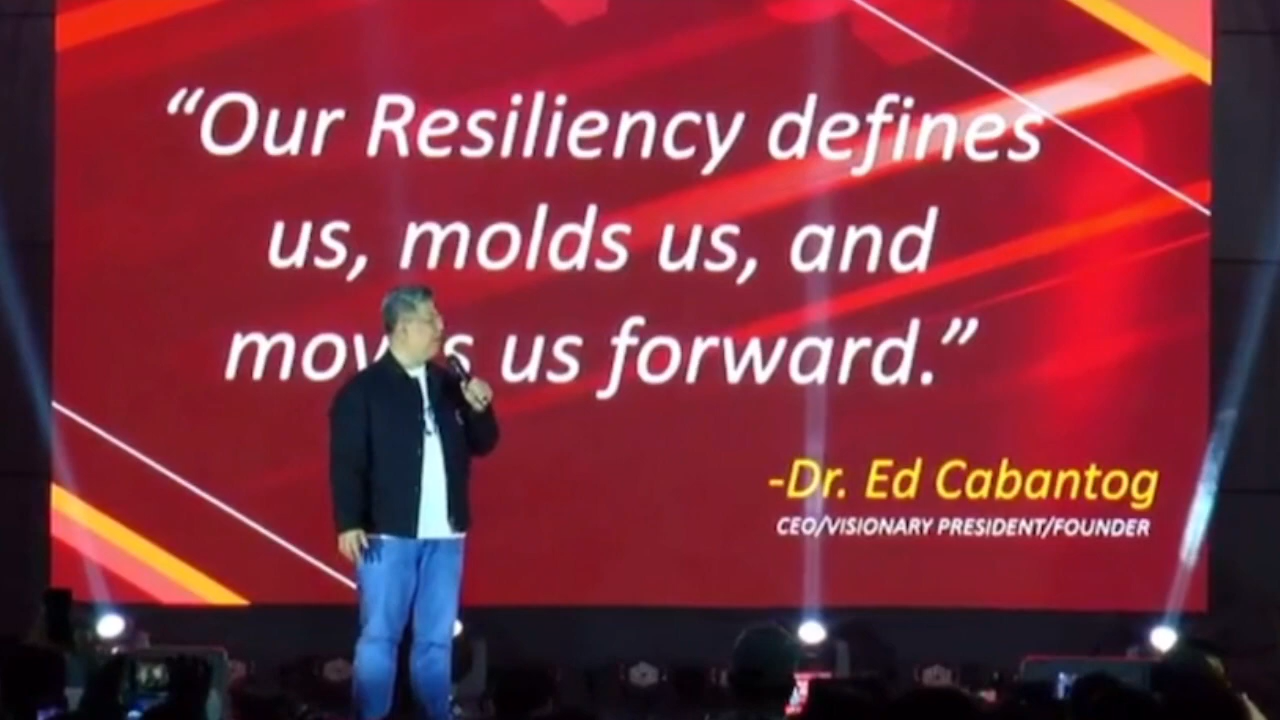 “Our Resiliency defines
us, molds us, and
moves us forward.”
-Dr. Ed Cabantog
CEO/VISIONARY PRESIDENT/FOUNDER